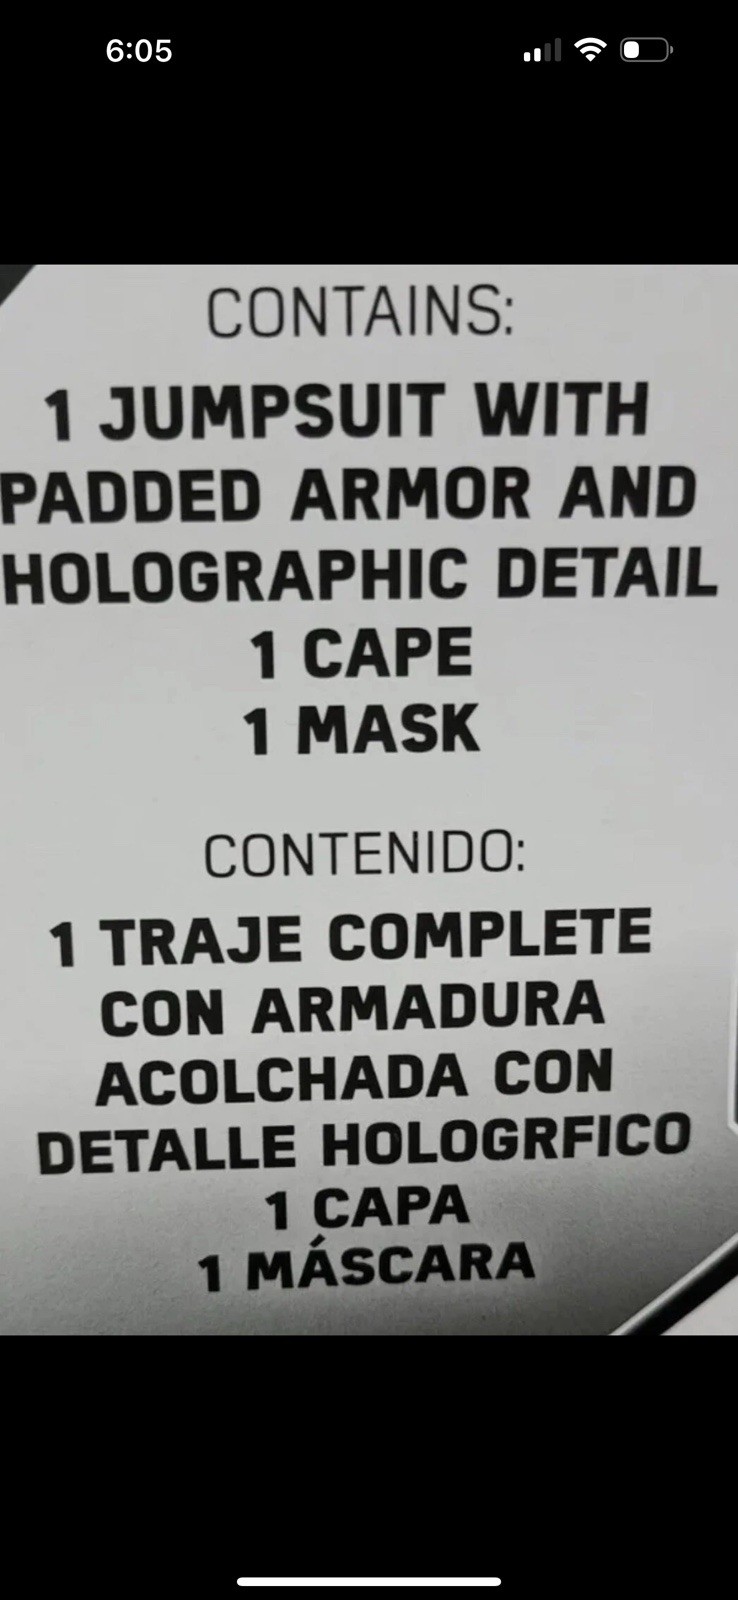 6:05
CONTAINS:
1 JUMPSUIT WITH
PADDED ARMOR AND
HOLOGRAPHIC DETAIL
1 CAPE
1 MASK
CONTENIDO:
1 TRAJE COMPLETE
CON ARMADURA
ACOLCHADA CON
DETALLE HOLOGRFICO
1 CAPA
1 MÁSCARA